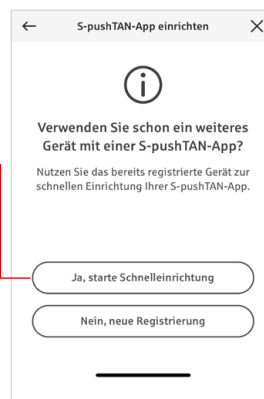 S-pushTAN-App einrichten
Verwenden Sie schon ein weiteres
Gerät mit einer S-pushTAN-App?
Nutzen Sie das bereits registrierte Gerät zur
schnellen Einrichtung Ihrer S-pushTAN-App.
Ja, starte Schnelleinrichtung
Nein, neue Registrierung